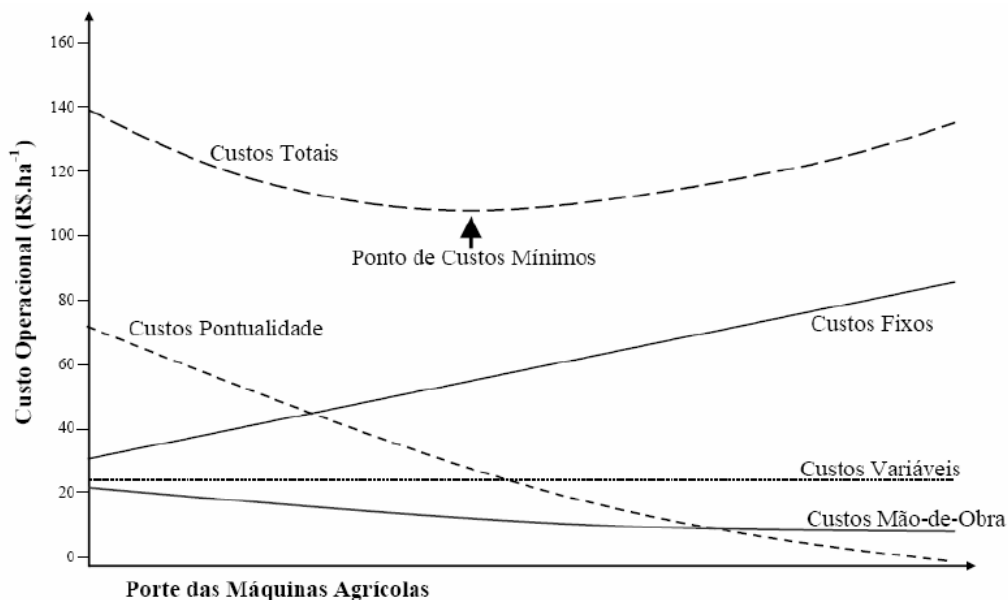 160
140
Custos Totais
120
100
Ponto de Custos Mínimos
80
Custos Pontualidade
Custos Fixos
60
40
Custos Variáveis
20
Custos Mão-de-Obra
0
Custo Operacional (R$.ha⁻¹)
Porte das Máquinas Agrícolas